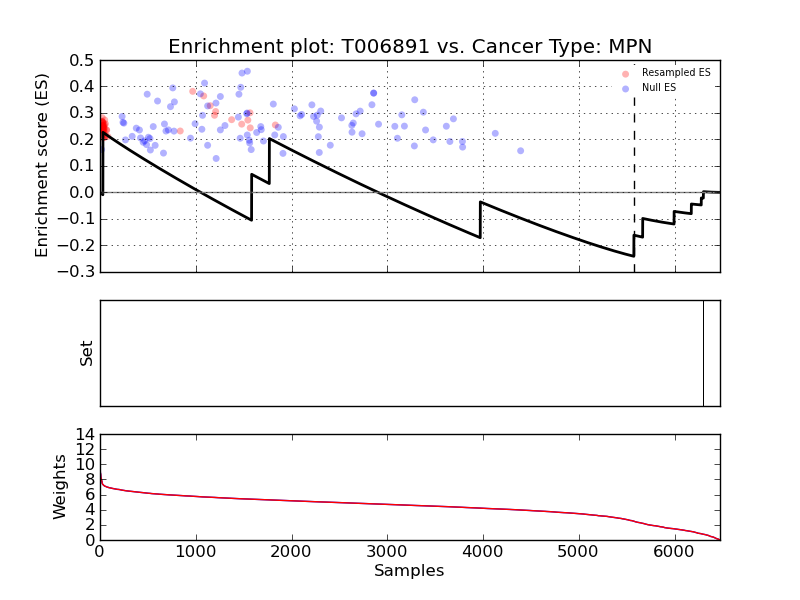 Enrichment plot: T006891 vs. Cancer Type: MPN
Enrichment score (ES)
0.5
0.4
0.3
0.2
0.1
0.0
−0.1
−0.2
−0.3
Resampled ES
Null ES
Set
Weights
14
12
10
8
6
4
2
0
0 1000 2000 3000 4000 5000 6000
Samples